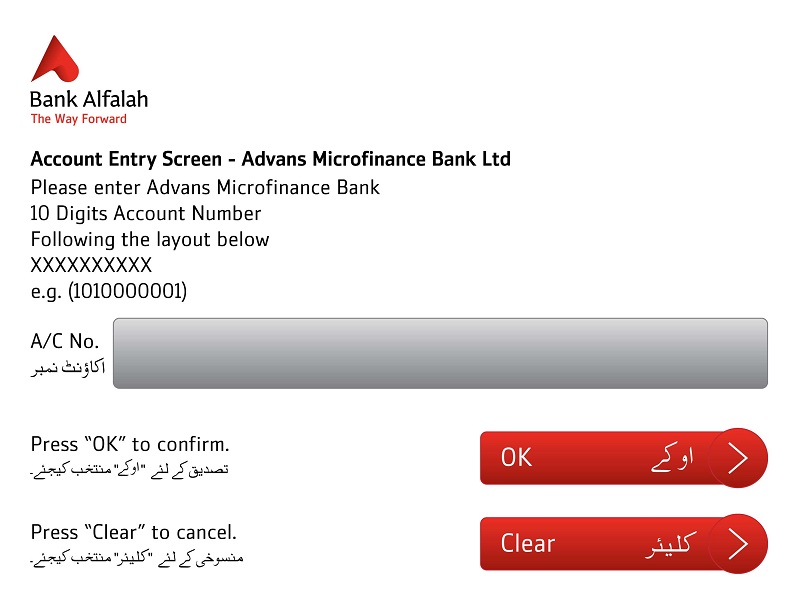 Bank Alfalah
The Way Forward
Account Entry Screen - Advans Microfinance Bank Ltd
Please enter Advans Microfinance Bank
10 Digits Account Number
Following the layout below
XXXXXXXXXX
e.g. (1010000001)
A/C No.
اکاؤنٹ نمبر
Press “OK” to confirm.
تصدیق کے لئے "اوکے" منتخب کیجئے۔
OK اوکے
Press “Clear” to cancel.
منسوخی کے لئے "کلیئر" منتخب کیجئے۔
Clear کلیئر